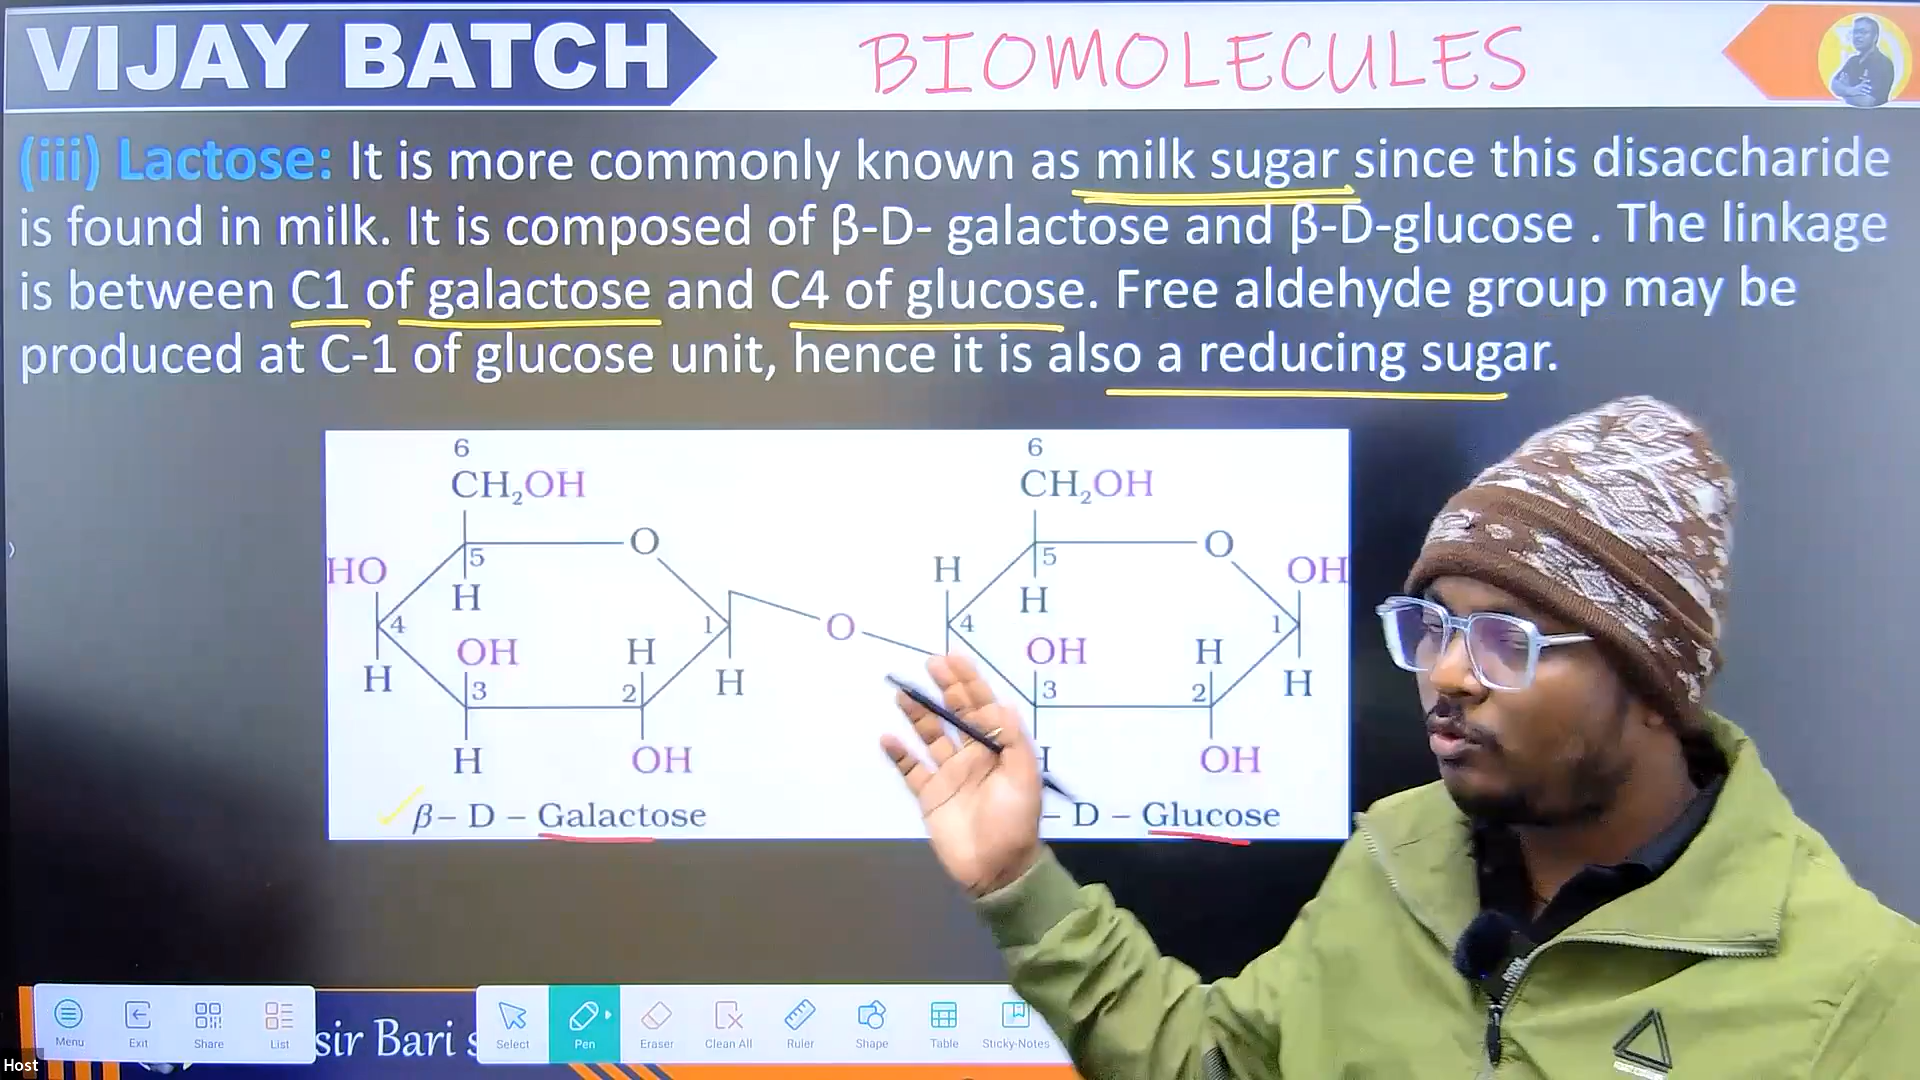 VIJAY BATCH
BIOMOLECULES
(iii) Lactose: It is more commonly known as milk sugar since this disaccharide
is found in milk. It is composed of β-D- galactose and β-D-glucose . The linkage
is between C1 of galactose and C4 of glucose. Free aldehyde group may be
produced at C-1 of glucose unit, hence it is also a reducing sugar.
6 6
CH₂OH CH₂OH
O O
HO 5 H 5 OH
H H
4 1 O 4 1
OH H OH H
H 3 2 H 3 2 H
H OH H OH
β– D – Galactose – D – Glucose
sir Bari s
Menu Exit Share List Select Pen Eraser Clean All Ruler Shape Table Sticky-Notes
Host